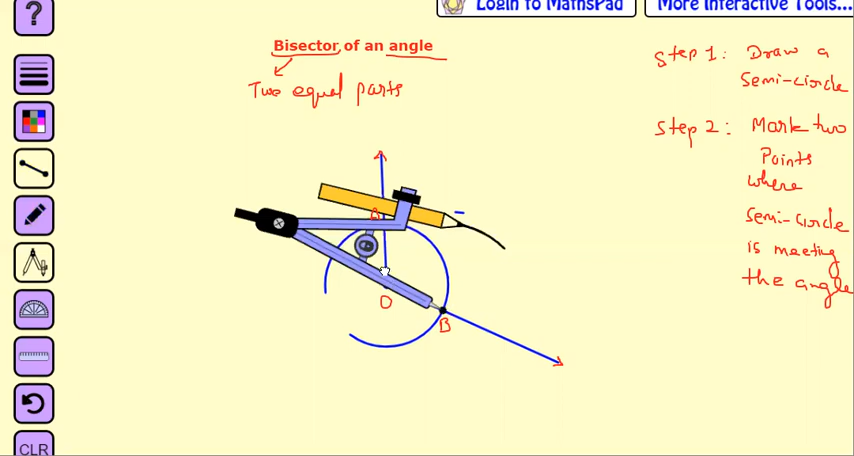 ?
Login to MathsPad
More Interactive Tools...
Bisector of an angle
Two equal parts
Step 1: Draw a
Semi-circle
Step 2: Mark two
Points
where
Semi-circle
is meeting
the angle
A
O
B
CLR